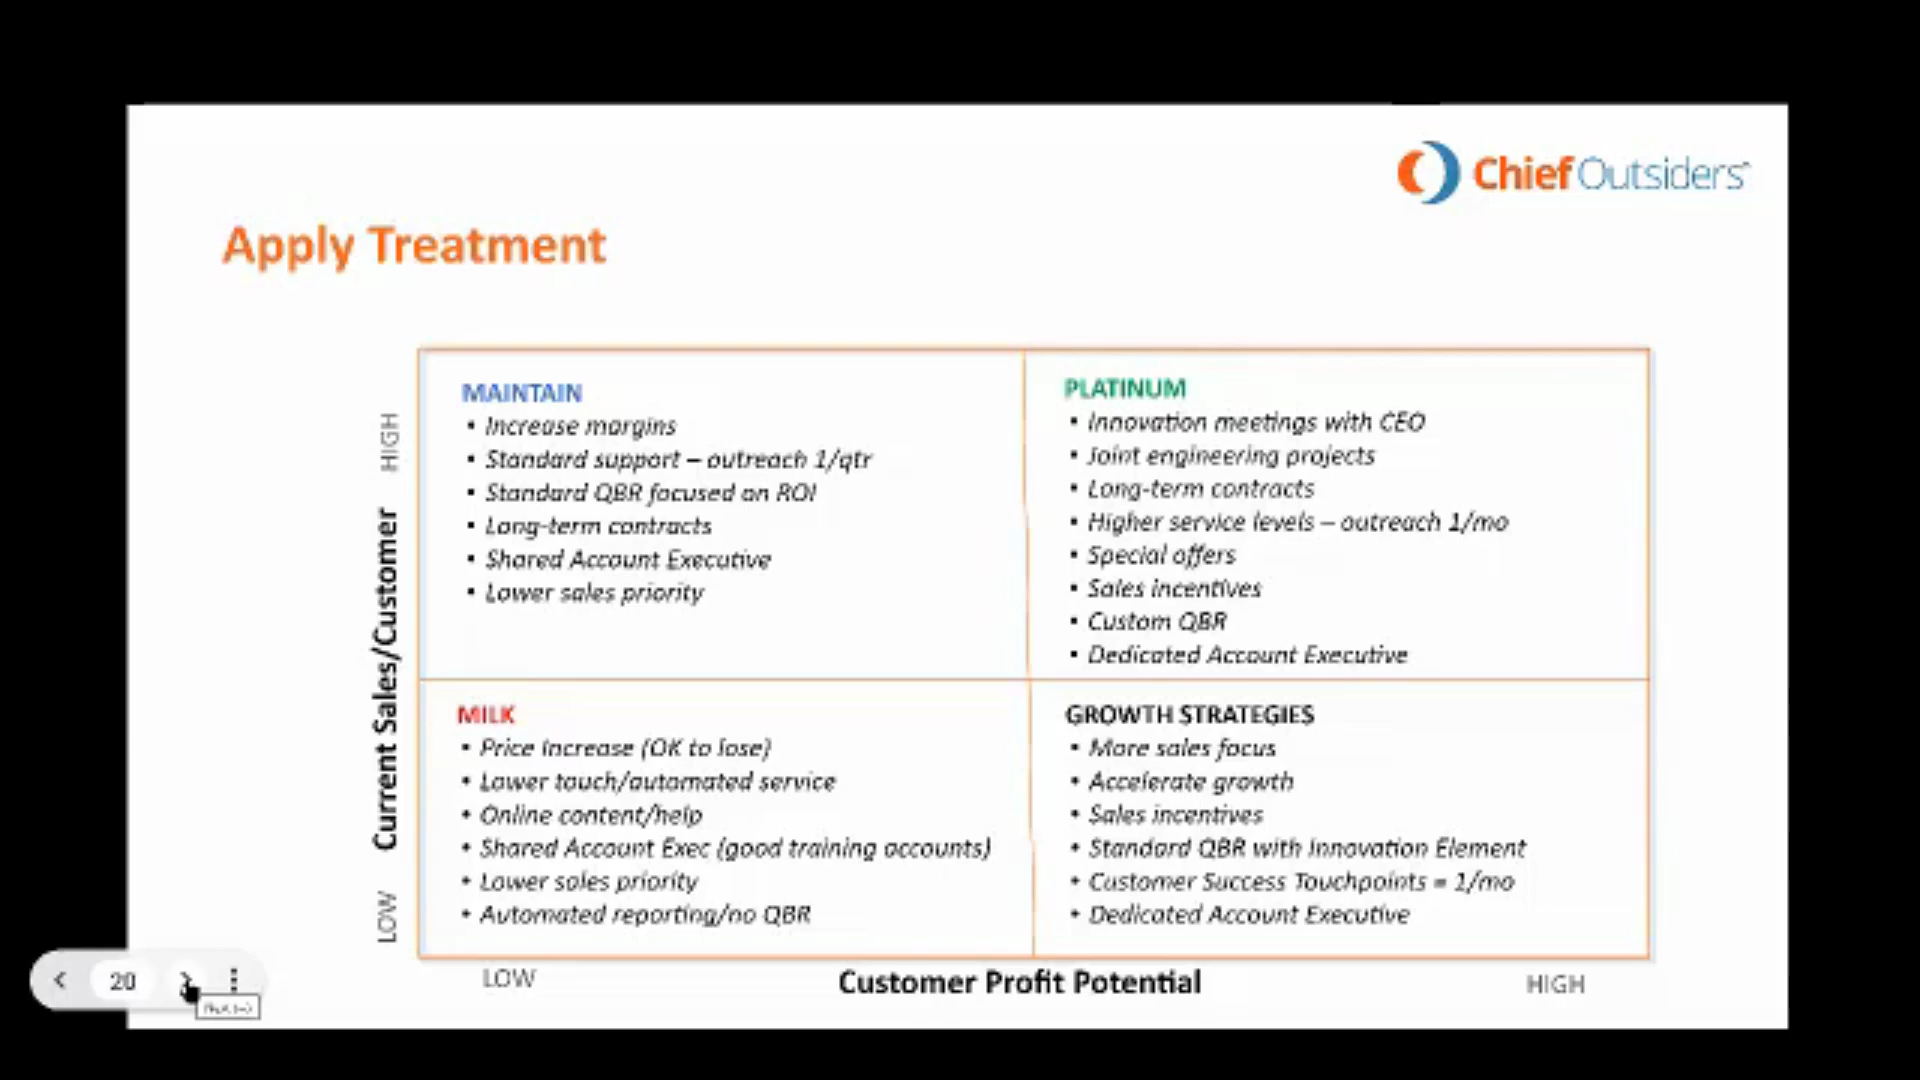 Chief Outsiders
Apply Treatment
MAINTAIN
• Increase margins
• Standard support – outreach 1/qtr
• Standard QBR focused on ROI
• Long-term contracts
• Shared Account Executive
• Lower sales priority
PLATINUM
• Innovation meetings with CEO
• Joint engineering projects
• Long-term contracts
• Higher service levels – outreach 1/mo
• Special offers
• Sales incentives
• Custom QBR
• Dedicated Account Executive
MILK
• Price Increase (OK to lose)
• Lower touch/automated service
• Online content/help
• Shared Account Exec (good training accounts)
• Lower sales priority
• Automated reporting/no QBR
GROWTH STRATEGIES
• More sales focus
• Accelerate growth
• Sales incentives
• Standard QBR with Innovation Element
• Customer Success Touchpoints = 1/mo
• Dedicated Account Executive
LOW Current Sales/Customer HIGH
LOW Customer Profit Potential HIGH
20